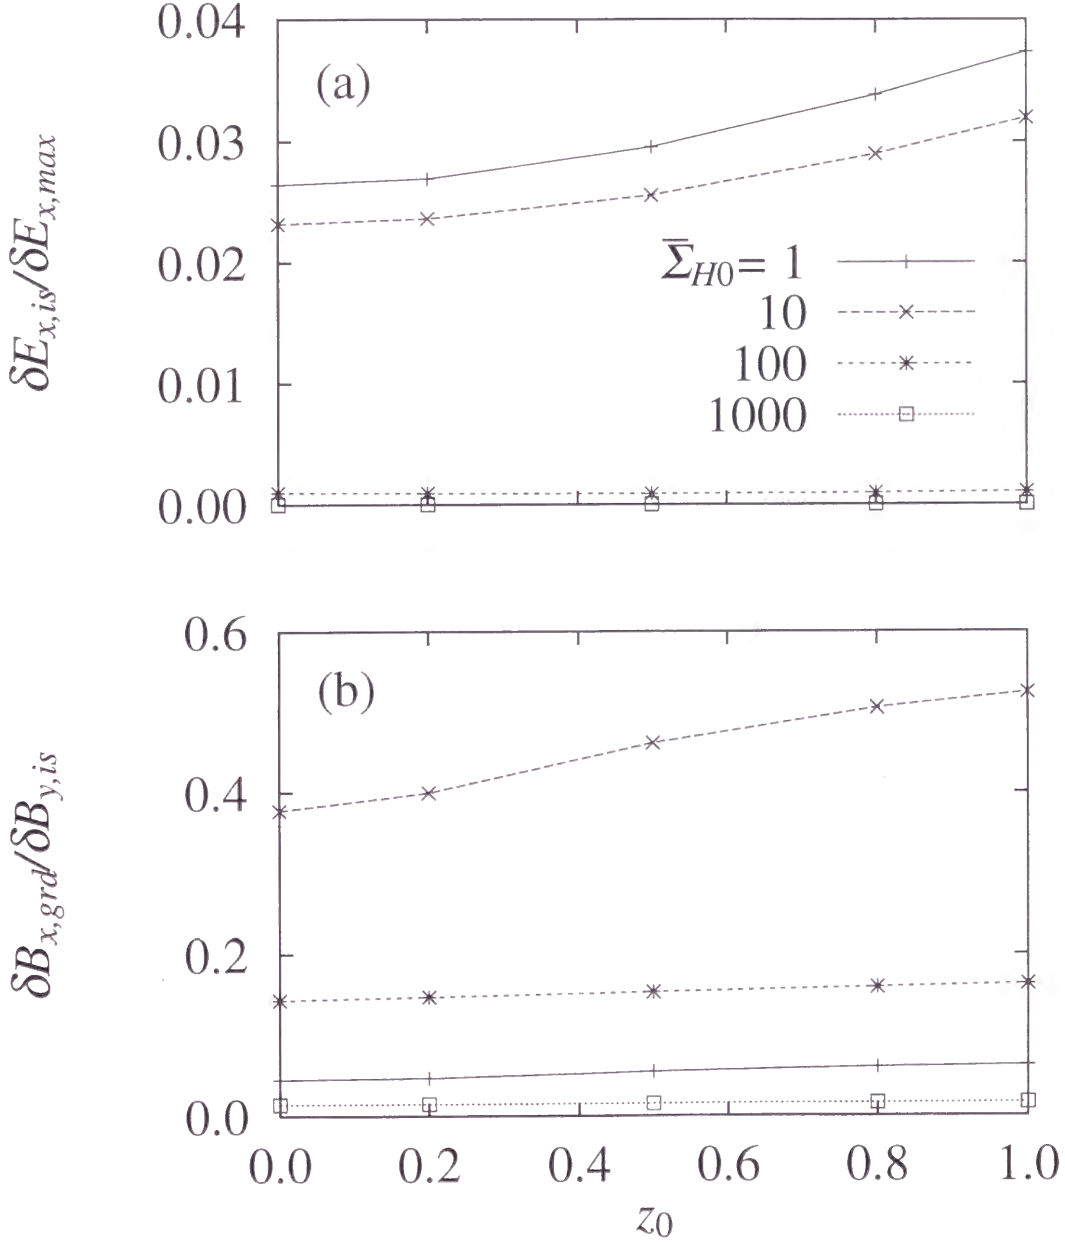 0.04
(a)
0.03
0.02
0.01
0.00
δE_{x,is}/δE_{x,max}
Σ̅_{H0}= 1
10
100
1000
0.6
(b)
0.4
0.2
0.0
δB_{x,grd}/δB_{y,is}
0.0 0.2 0.4 0.6 0.8 1.0
z_0